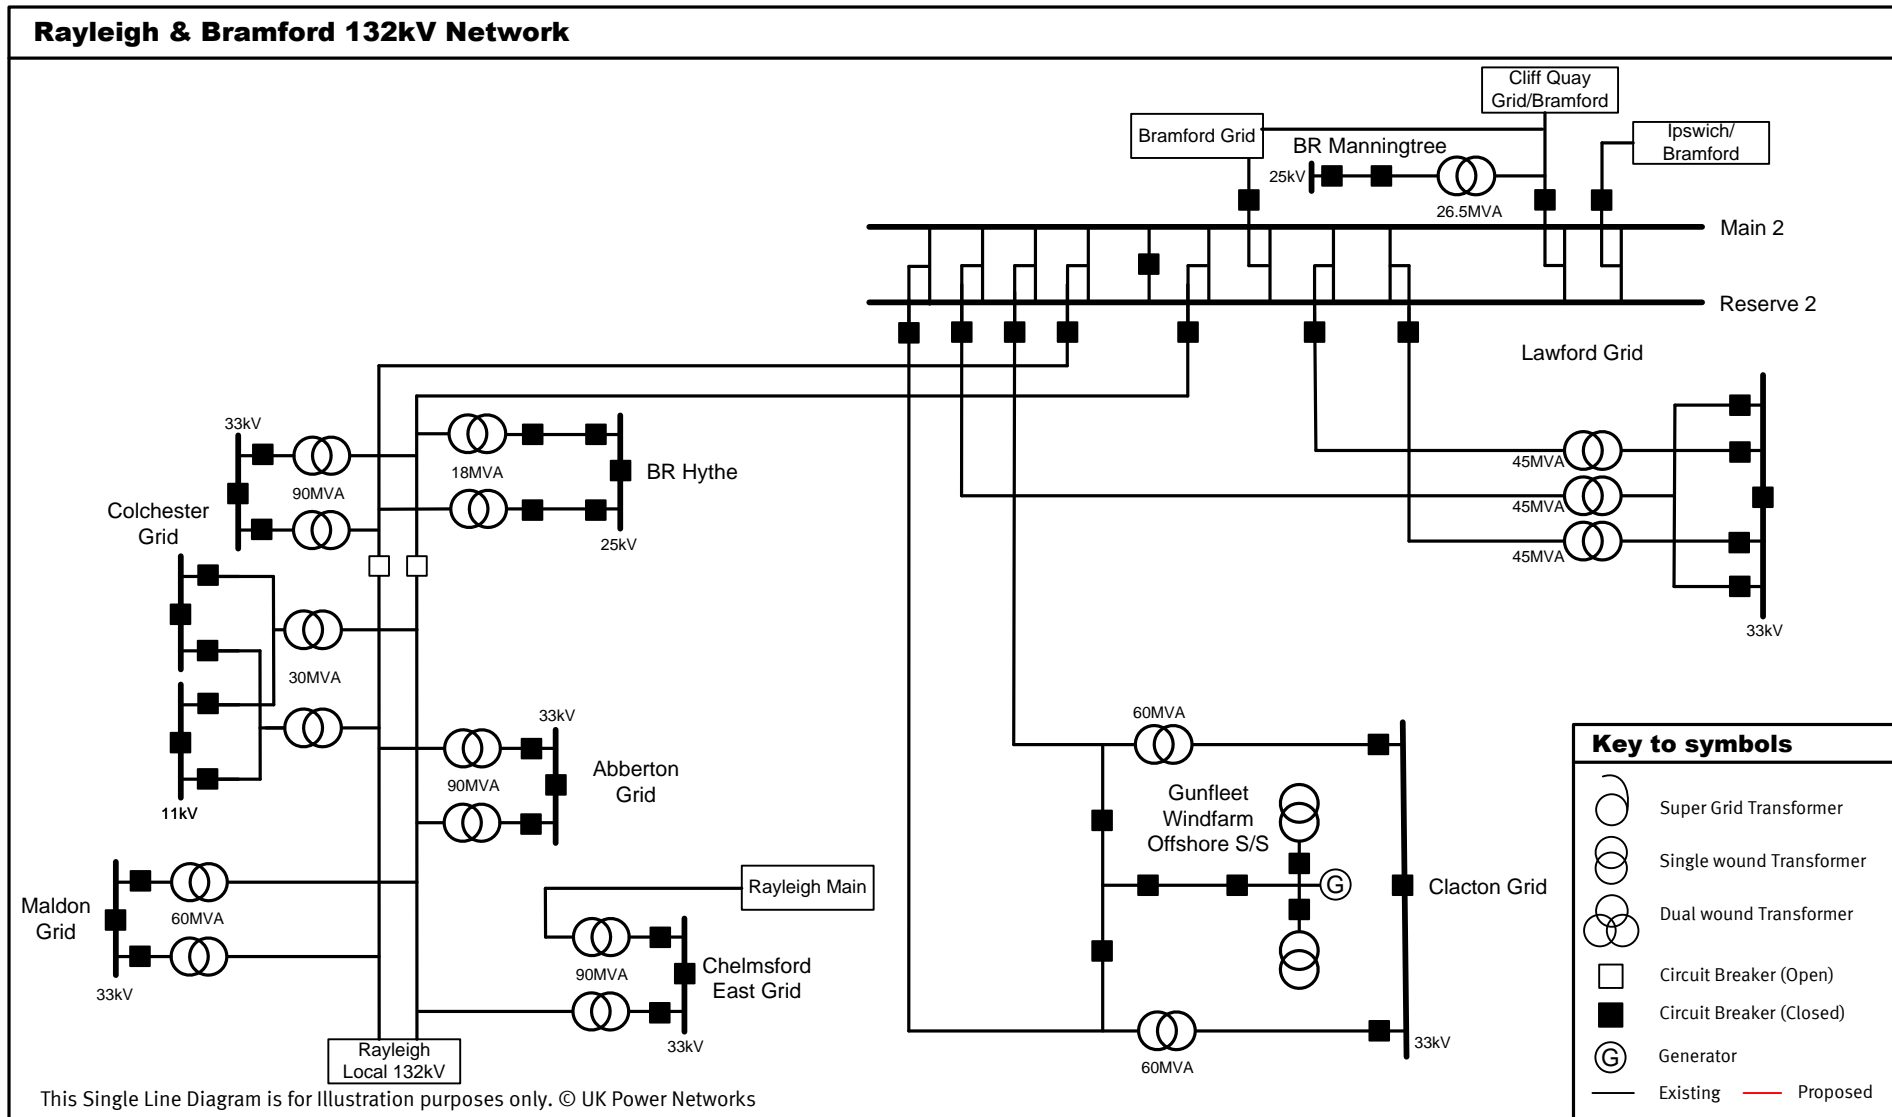 Rayleigh & Bramford 132kV Network
Cliff Quay
Grid/Bramford
Bramford Grid
BR Manningtree
Ipswich/
Bramford
25kV
26.5MVA
Main 2
Reserve 2
Lawford Grid
33kV
90MVA
18MVA
BR Hythe
Colchester
Grid
25kV
45MVA
45MVA
45MVA
33kV
30MVA
33kV
90MVA
Abberton
Grid
11kV
60MVA
Gunfleet
Windfarm
Offshore S/S
G
Clacton Grid
Rayleigh Main
Maldon
Grid
60MVA
33kV
90MVA
Chelmsford
East Grid
33kV
33kV
60MVA
Rayleigh
Local 132kV
This Single Line Diagram is for Illustration purposes only. © UK Power Networks
Key to symbols
Super Grid Transformer
Single wound Transformer
Dual wound Transformer
Circuit Breaker (Open)
Circuit Breaker (Closed)
G
Generator
Existing
Proposed